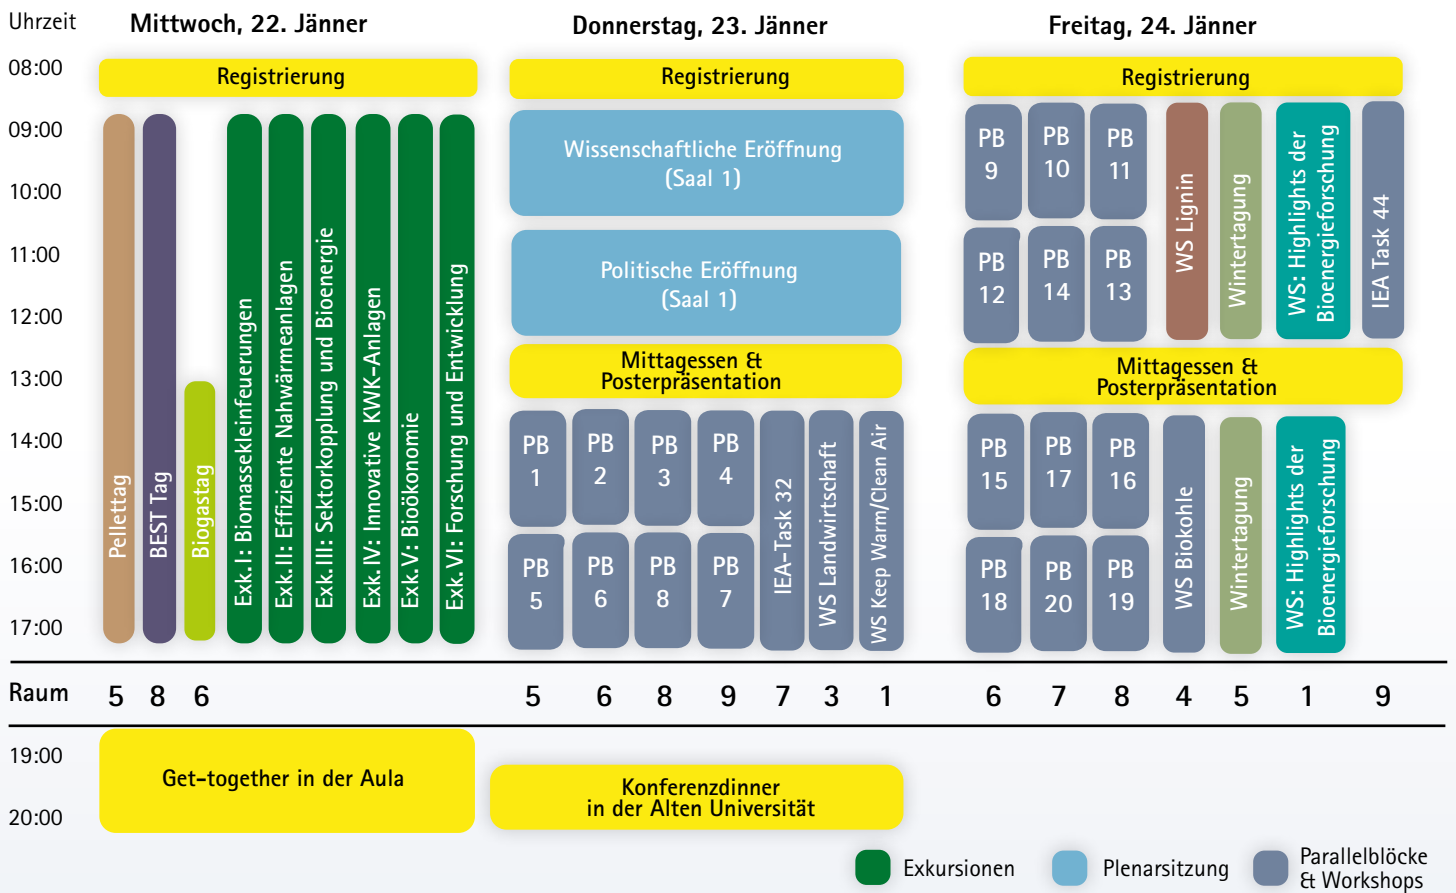 Uhrzeit
Mittwoch, 22. Jänner
Donnerstag, 23. Jänner
Freitag, 24. Jänner
08:00
09:00
10:00
11:00
12:00
13:00
14:00
15:00
16:00
17:00
Registrierung
Pellettag
BEST Tag
Biogastag
Exk. I: Biomassekleinfeuerungen
Exk. II: Effiziente Nahwärmeanlagen
Exk. III: Sektorkopplung und Bioenergie
Exk. IV: Innovative KWK-Anlagen
Exk. V: Bioökonomie
Exk. VI: Forschung und Entwicklung
Registrierung
Wissenschaftliche Eröffnung
(Saal 1)
Politische Eröffnung
(Saal 1)
Mittagessen &
Posterpräsentation
PB
1
PB
2
PB
3
PB
4
PB
5
PB
6
PB
8
PB
7
IEA-Task 32
WS Landwirtschaft
WS Keep Warm/Clean Air
Registrierung
PB
9
PB
10
PB
11
PB
12
PB
14
PB
13
WS Lignin
Wintertagung
WS: Highlights der
Bioenergieforschung
IEA Task 44
Mittagessen &
Posterpräsentation
PB
15
PB
17
PB
16
PB
18
PB
20
PB
19
WS Biokohle
Wintertagung
WS: Highlights der
Bioenergieforschung
Raum 5 8 6 5 6 8 9 7 3 1 6 7 8 4 5 1 9
19:00
20:00
Get-together in der Aula
Konferenzdinner
in der Alten Universität
Exkursionen
Plenarsitzung
Parallelblöcke
& Workshops